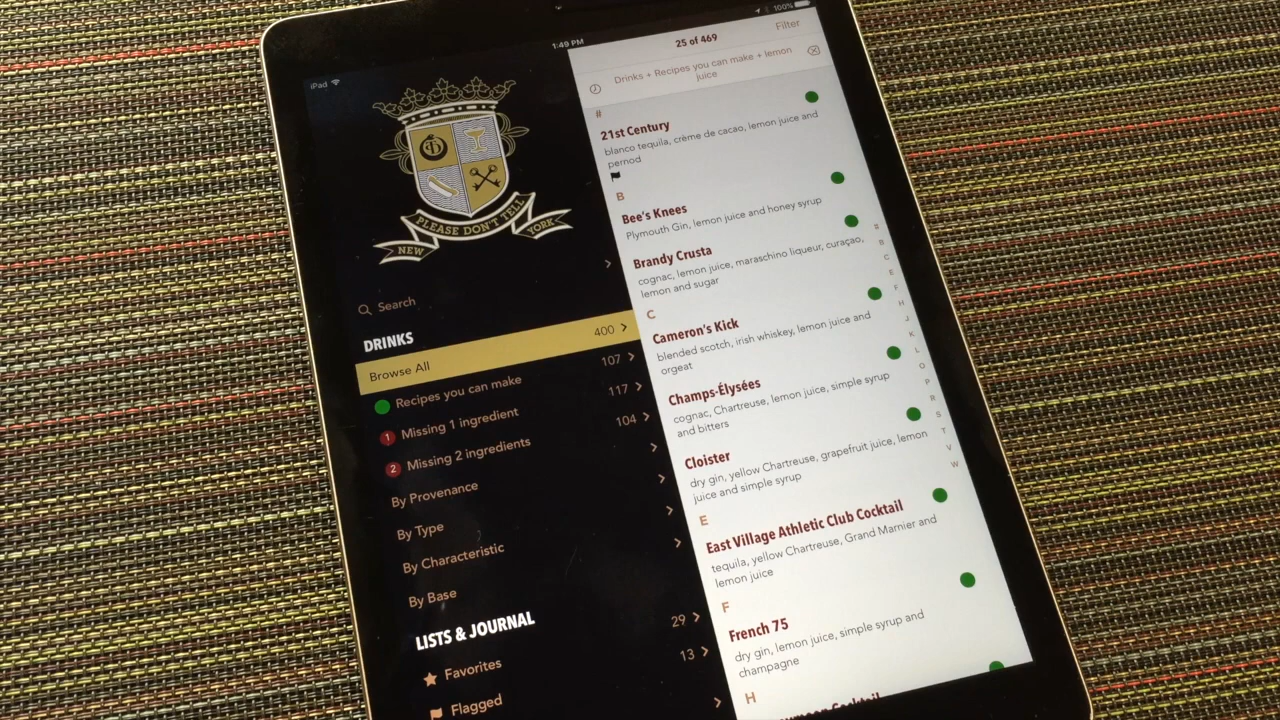 iPad
1:49 PM
100%
PLEASE DON'T TELL
NEW YORK
Search
DRINKS
Browse All 400
Recipes you can make 107
Missing 1 ingredient 117
Missing 2 ingredients 104
1
2
By Provenance
By Type
By Characteristic
By Base
LISTS & JOURNAL
Favorites 29
Flagged 13
25 of 469
Filter
Drinks + Recipes you can make + lemon
juice
#
21st Century
blanco tequila, crème de cacao, lemon juice and
pernod
B
Bee's Knees
Plymouth Gin, lemon juice and honey syrup
Brandy Crusta
cognac, lemon juice, maraschino liqueur, curaçao,
lemon and sugar
C
Cameron's Kick
blended scotch, irish whiskey, lemon juice and
orgeat
Champs-Élysées
cognac, Chartreuse, lemon juice, simple syrup
and bitters
Cloister
dry gin, yellow Chartreuse, grapefruit juice, lemon
juice and simple syrup
E
East Village Athletic Club Cocktail
tequila, yellow Chartreuse, Grand Marnier and
lemon juice
F
French 75
dry gin, lemon juice, simple syrup and
champagne
H
Cocktail
#
B
C
E
F
H
J
K
L
O
P
R
S
T
V
W